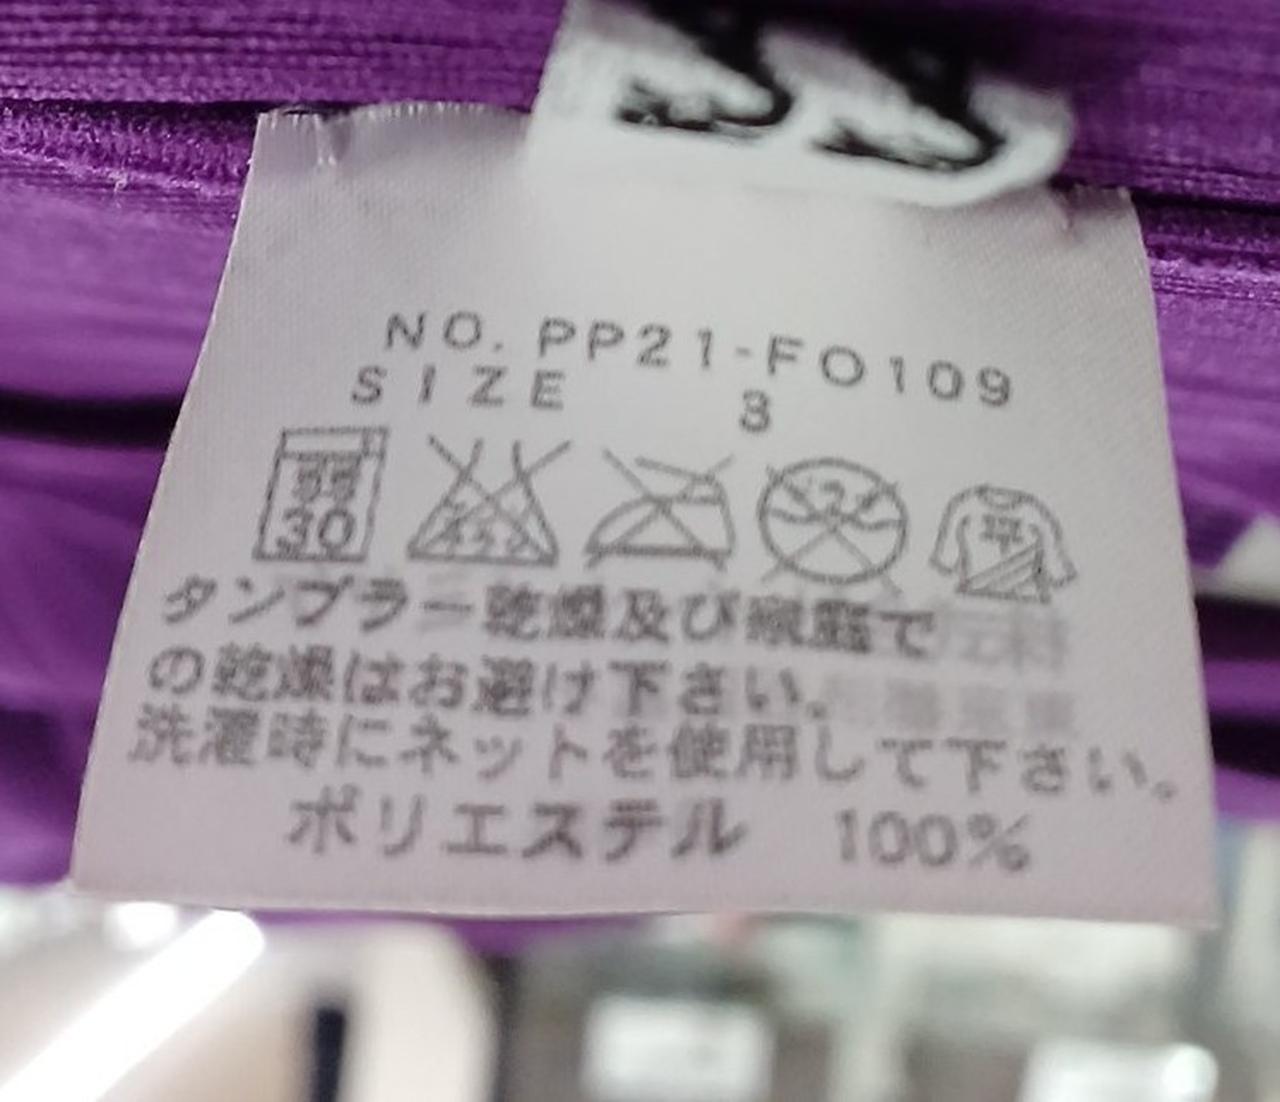 NO. PP21-FO109
SIZE 3
30
タンブラー乾燥及び家庭で
の乾燥はお避け下さい。
洗濯時にネットを使用して下さい。
ポリエステル 100%